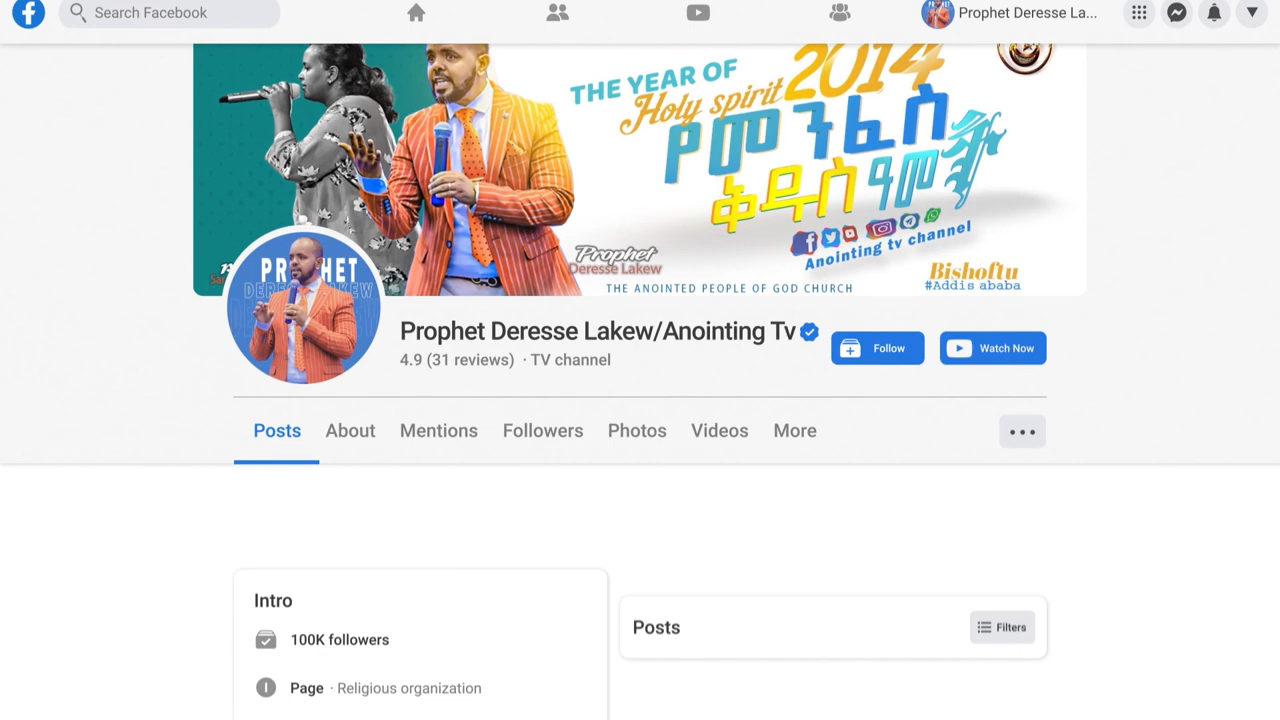 Search Facebook
Prophet Deresse La...
THE YEAR OF
2014
Holy spirit
የመንፈስ
ቅዱስ ዓመት
Anointing tv channel
Prophet
Deresse Lakew
Bishoftu
#Addis ababa
THE ANOINTED PEOPLE OF GOD CHURCH
PROPHET
DERESSE LAKEW
Prophet Deresse Lakew/Anointing Tv
4.9 (31 reviews) · TV channel
Follow
Watch Now
Posts About Mentions Followers Photos Videos More
Intro
100K followers
Page · Religious organization
Posts
Filters